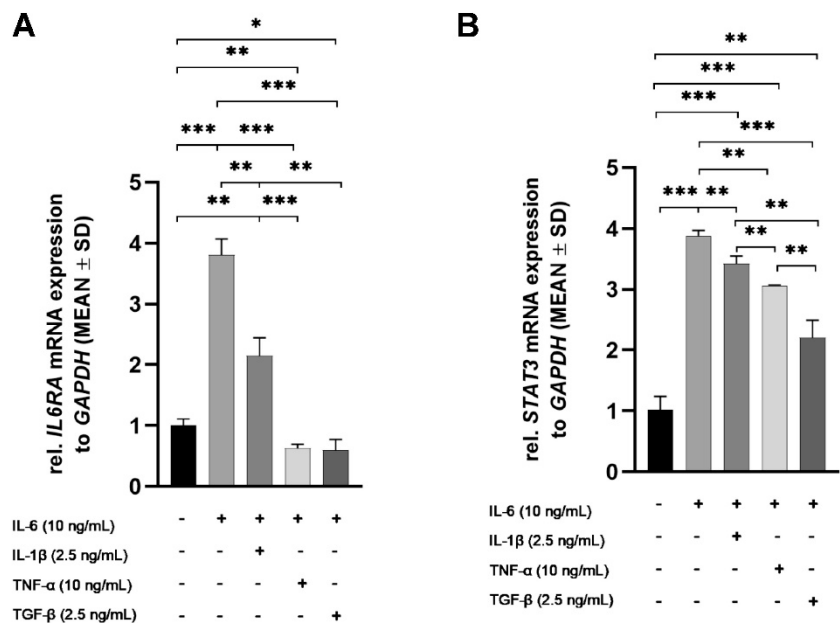 A
*
**
***
*** ***
** **
** ***
5
4
3
2
1
0
rel. IL6RA mRNA expression
to GAPDH (MEAN ± SD)
IL-6 (10 ng/mL) - + + + +
IL-1β (2.5 ng/mL) - - + - -
TNF-α (10 ng/mL) - - - + -
TGF-β (2.5 ng/mL) - - - - +
B
**
***
***
***
**
*** **
**
**
**
5
4
3
2
1
0
rel. STAT3 mRNA expression
to GAPDH (MEAN ± SD)
IL-6 (10 ng/mL) - + + + +
IL-1β (2.5 ng/mL) - - + - -
TNF-α (10 ng/mL) - - - + -
TGF-β (2.5 ng/mL) - - - - +